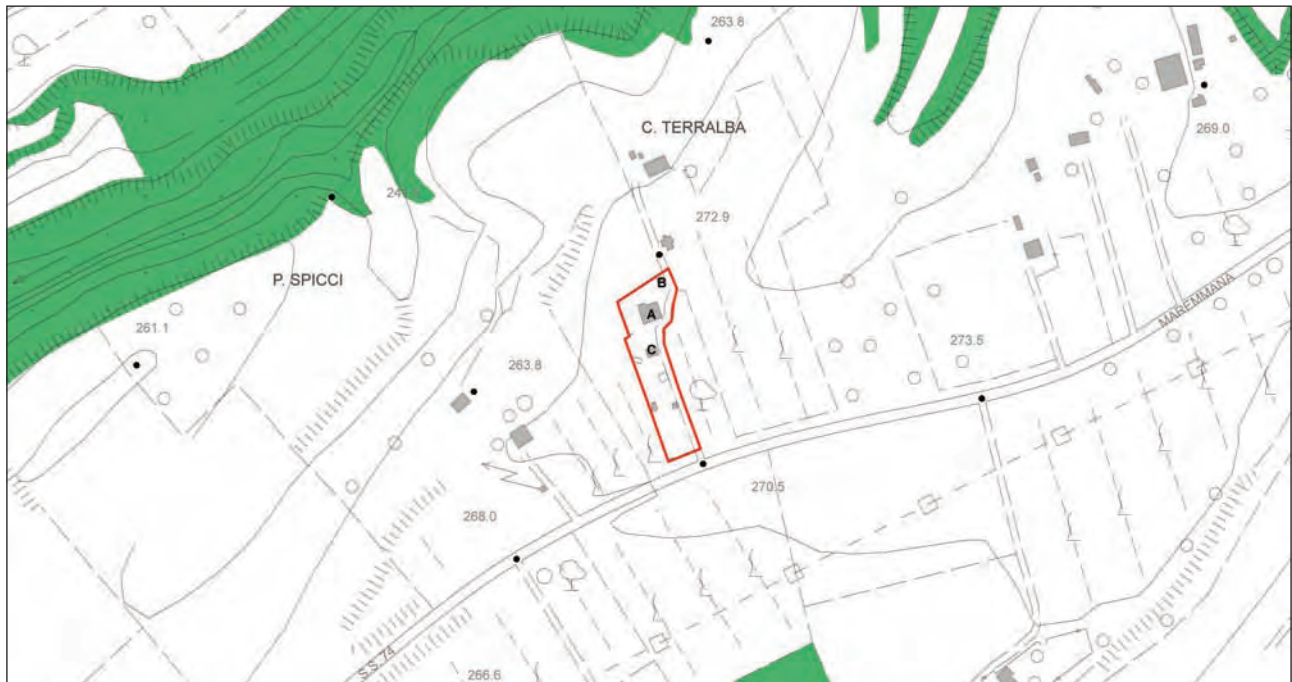 263.8
C. TERRALBA
269.0
272.9
P. SPICCI
B
MAREMMANA
A
261.1
273.5
C
263.8
270.5
268.0
S.S. 74
266.6